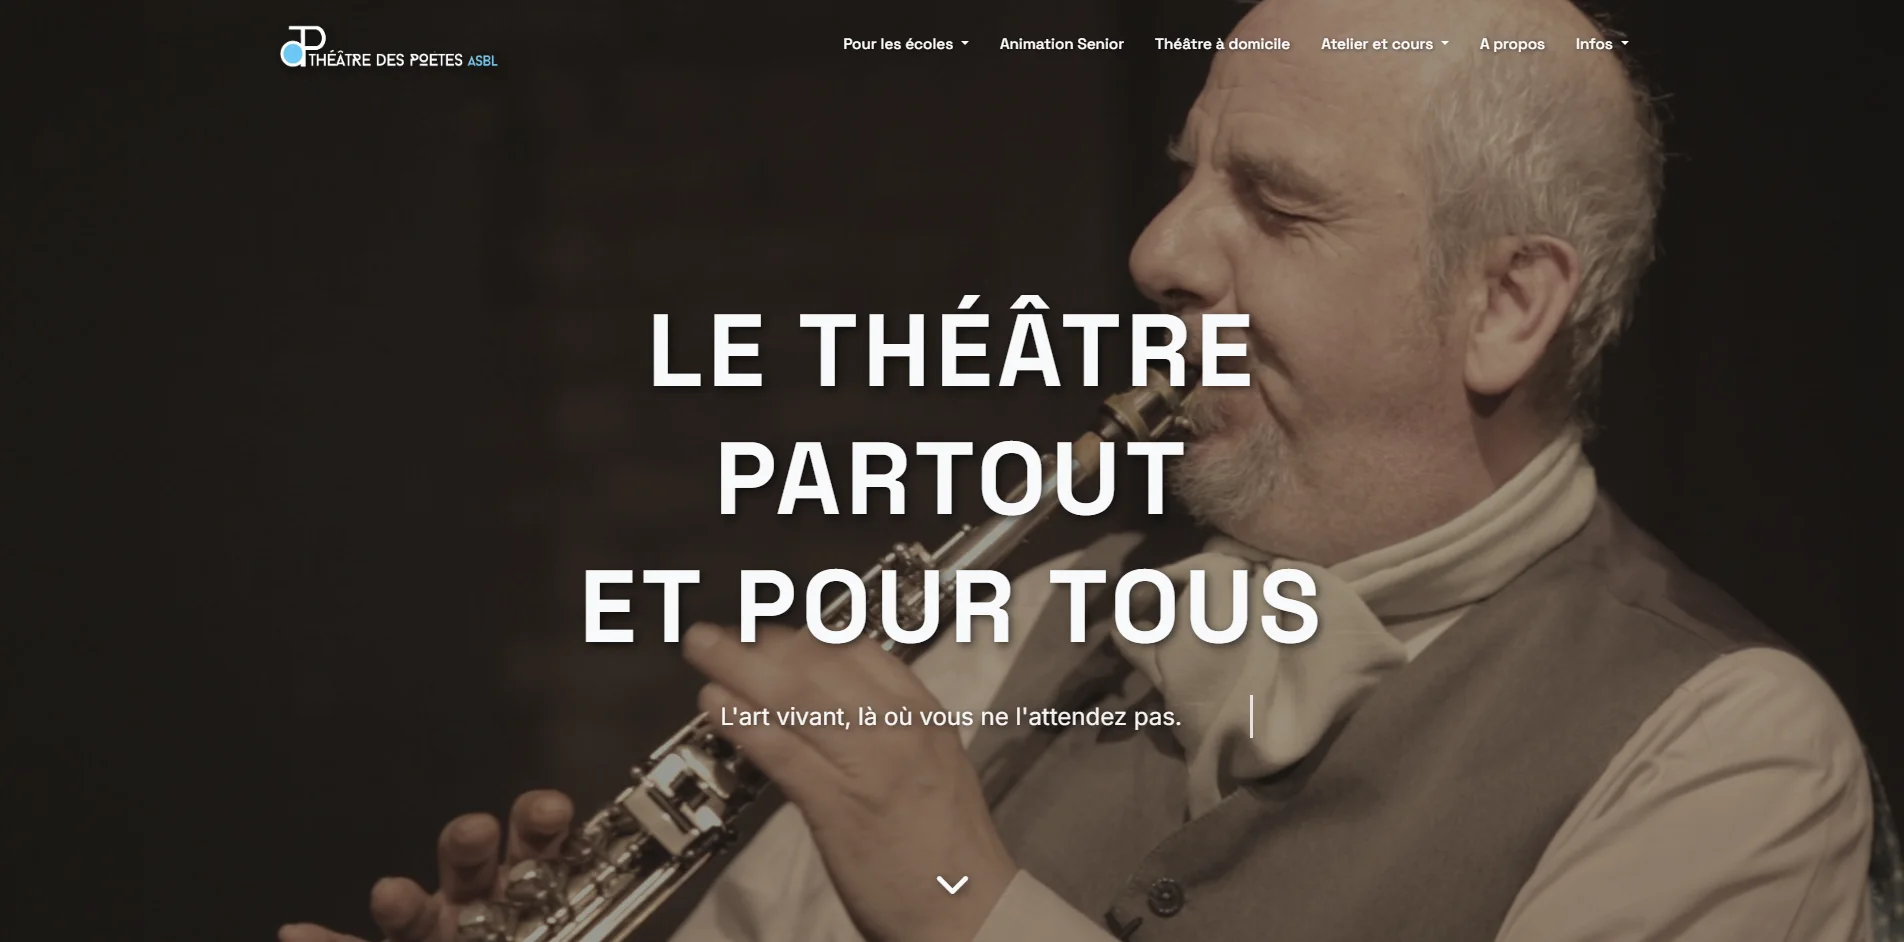 THÉÂTRE DES POETES ASBL
Pour les écoles
Animation Senior
Théâtre à domicile
Atelier et cours
A propos
Infos
LE THÉÂTRE
PARTOUT
ET POUR TOUS
L'art vivant, là où vous ne l'attendez pas.